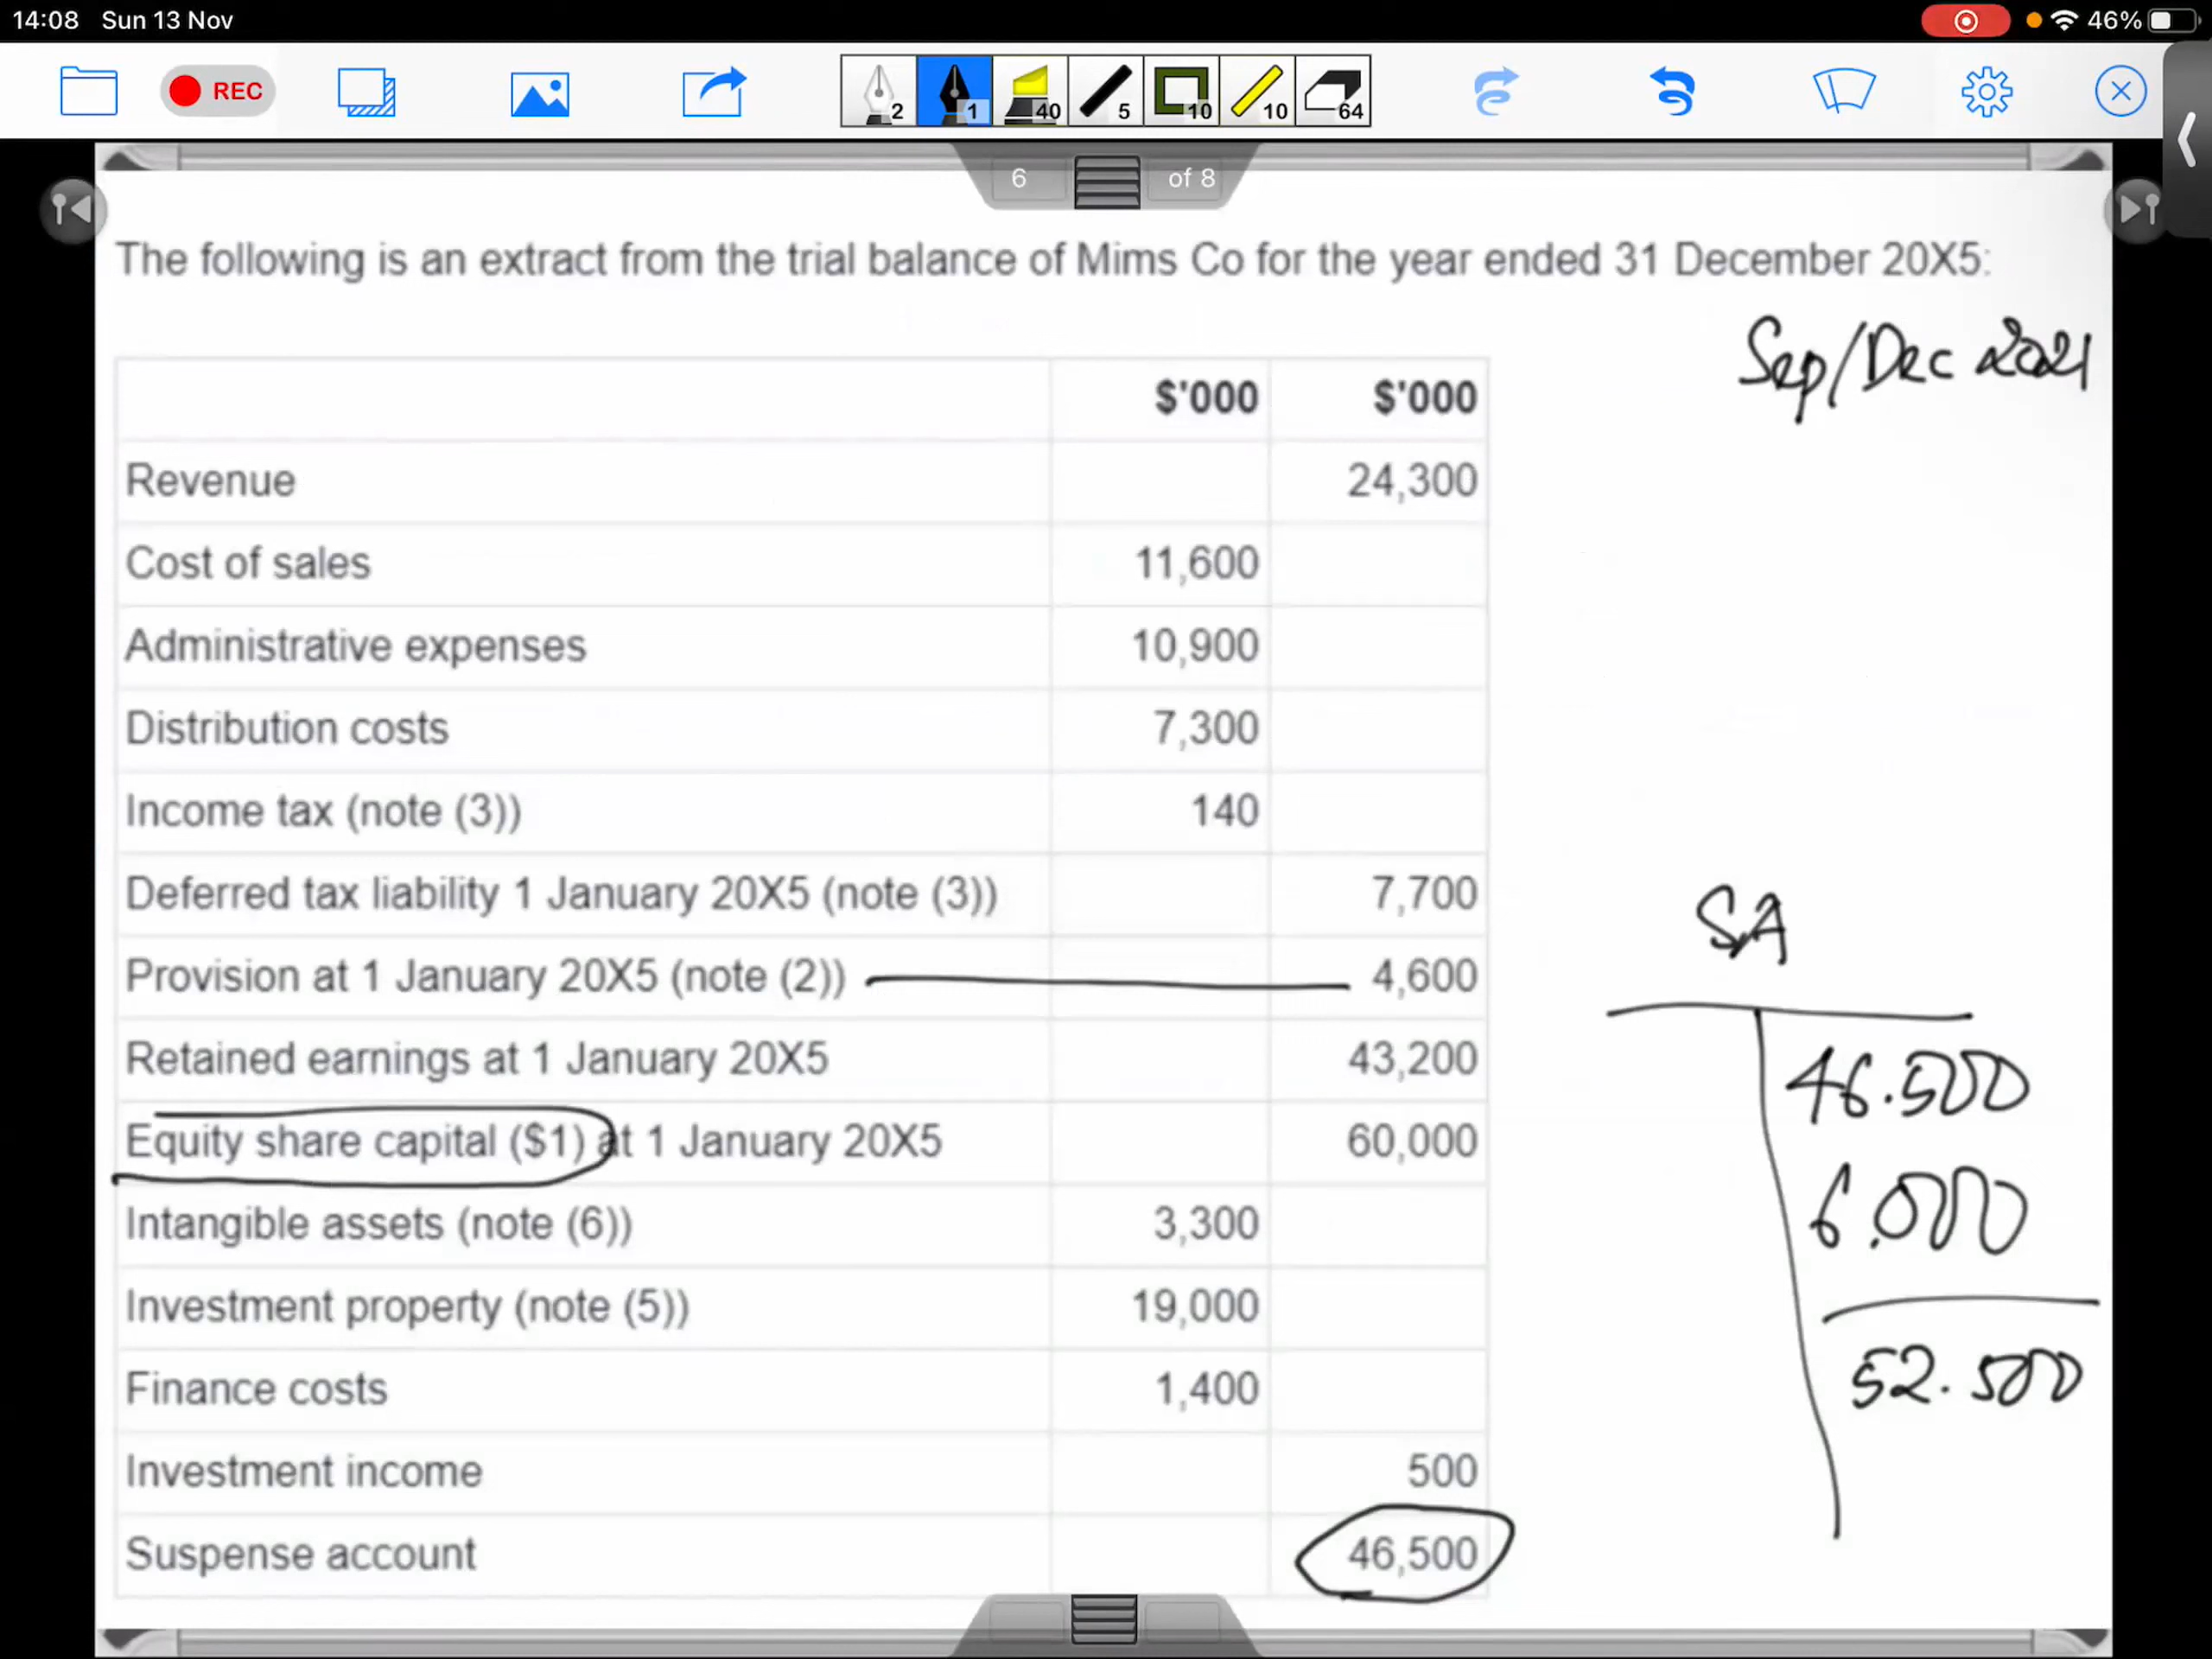 14:08 Sun 13 Nov 46%
REC 2 1 40 5 10 10 64
6 of 8
The following is an extract from the trial balance of Mims Co for the year ended 31 December 20X5:
Sep/Dec 2021
$'000 $'000
Revenue 24,300
Cost of sales 11,600
Administrative expenses 10,900
Distribution costs 7,300
Income tax (note (3)) 140
Deferred tax liability 1 January 20X5 (note (3)) 7,700
SA
Provision at 1 January 20X5 (note (2)) 4,600
Retained earnings at 1 January 20X5 43,200
46.500
Equity share capital ($1) at 1 January 20X5 60,000
Intangible assets (note (6)) 3,300
6.000
Investment property (note (5)) 19,000
Finance costs 1,400
52.500
Investment income 500
Suspense account 46,500